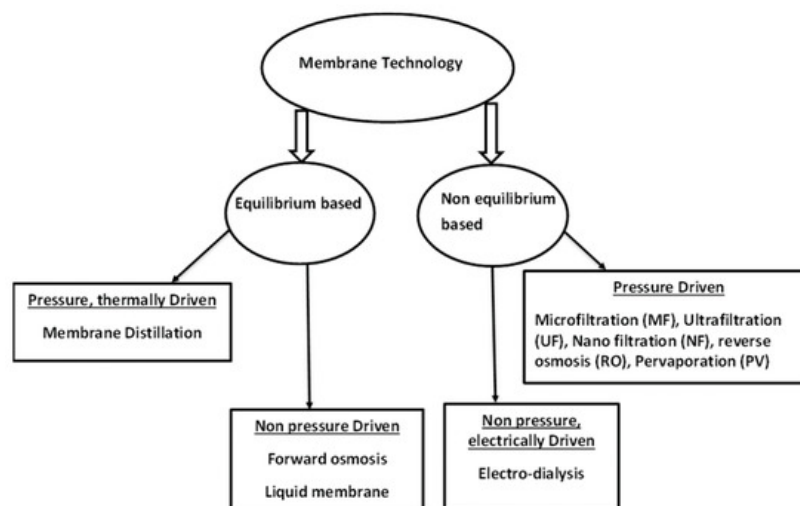 Membrane Technology
Equilibrium based
Non equilibrium
based
Pressure, thermally Driven
Membrane Distillation
Pressure Driven
Microfiltration (MF), Ultrafiltration
(UF), Nano filtration (NF), reverse
osmosis (RO), Pervaporation (PV)
Non pressure Driven
Forward osmosis
Liquid membrane
Non pressure,
electrically Driven
Electro-dialysis